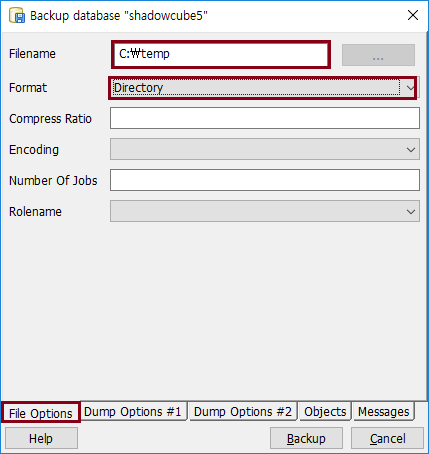 Backup database "shadowcube5"
Filename C:₩temp ...
Format Directory
Compress Ratio
Encoding
Number Of Jobs
Rolename
File Options Dump Options #1 Dump Options #2 Objects Messages
Help Backup Cancel